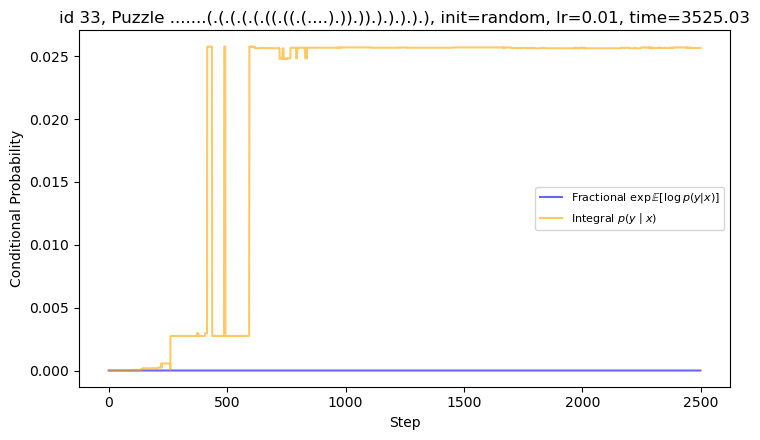 id 33, Puzzle .......(.(.(.(.(.((.((.(....).)).)).).).).).), init=random, lr=0.01, time=3525.03
Conditional Probability
0.025
0.020
0.015
0.010
0.005
0.000
Fractional exp𝔼[log p(y|x)]
Integral p(y | x)
0
500
1000
1500
2000
2500
Step